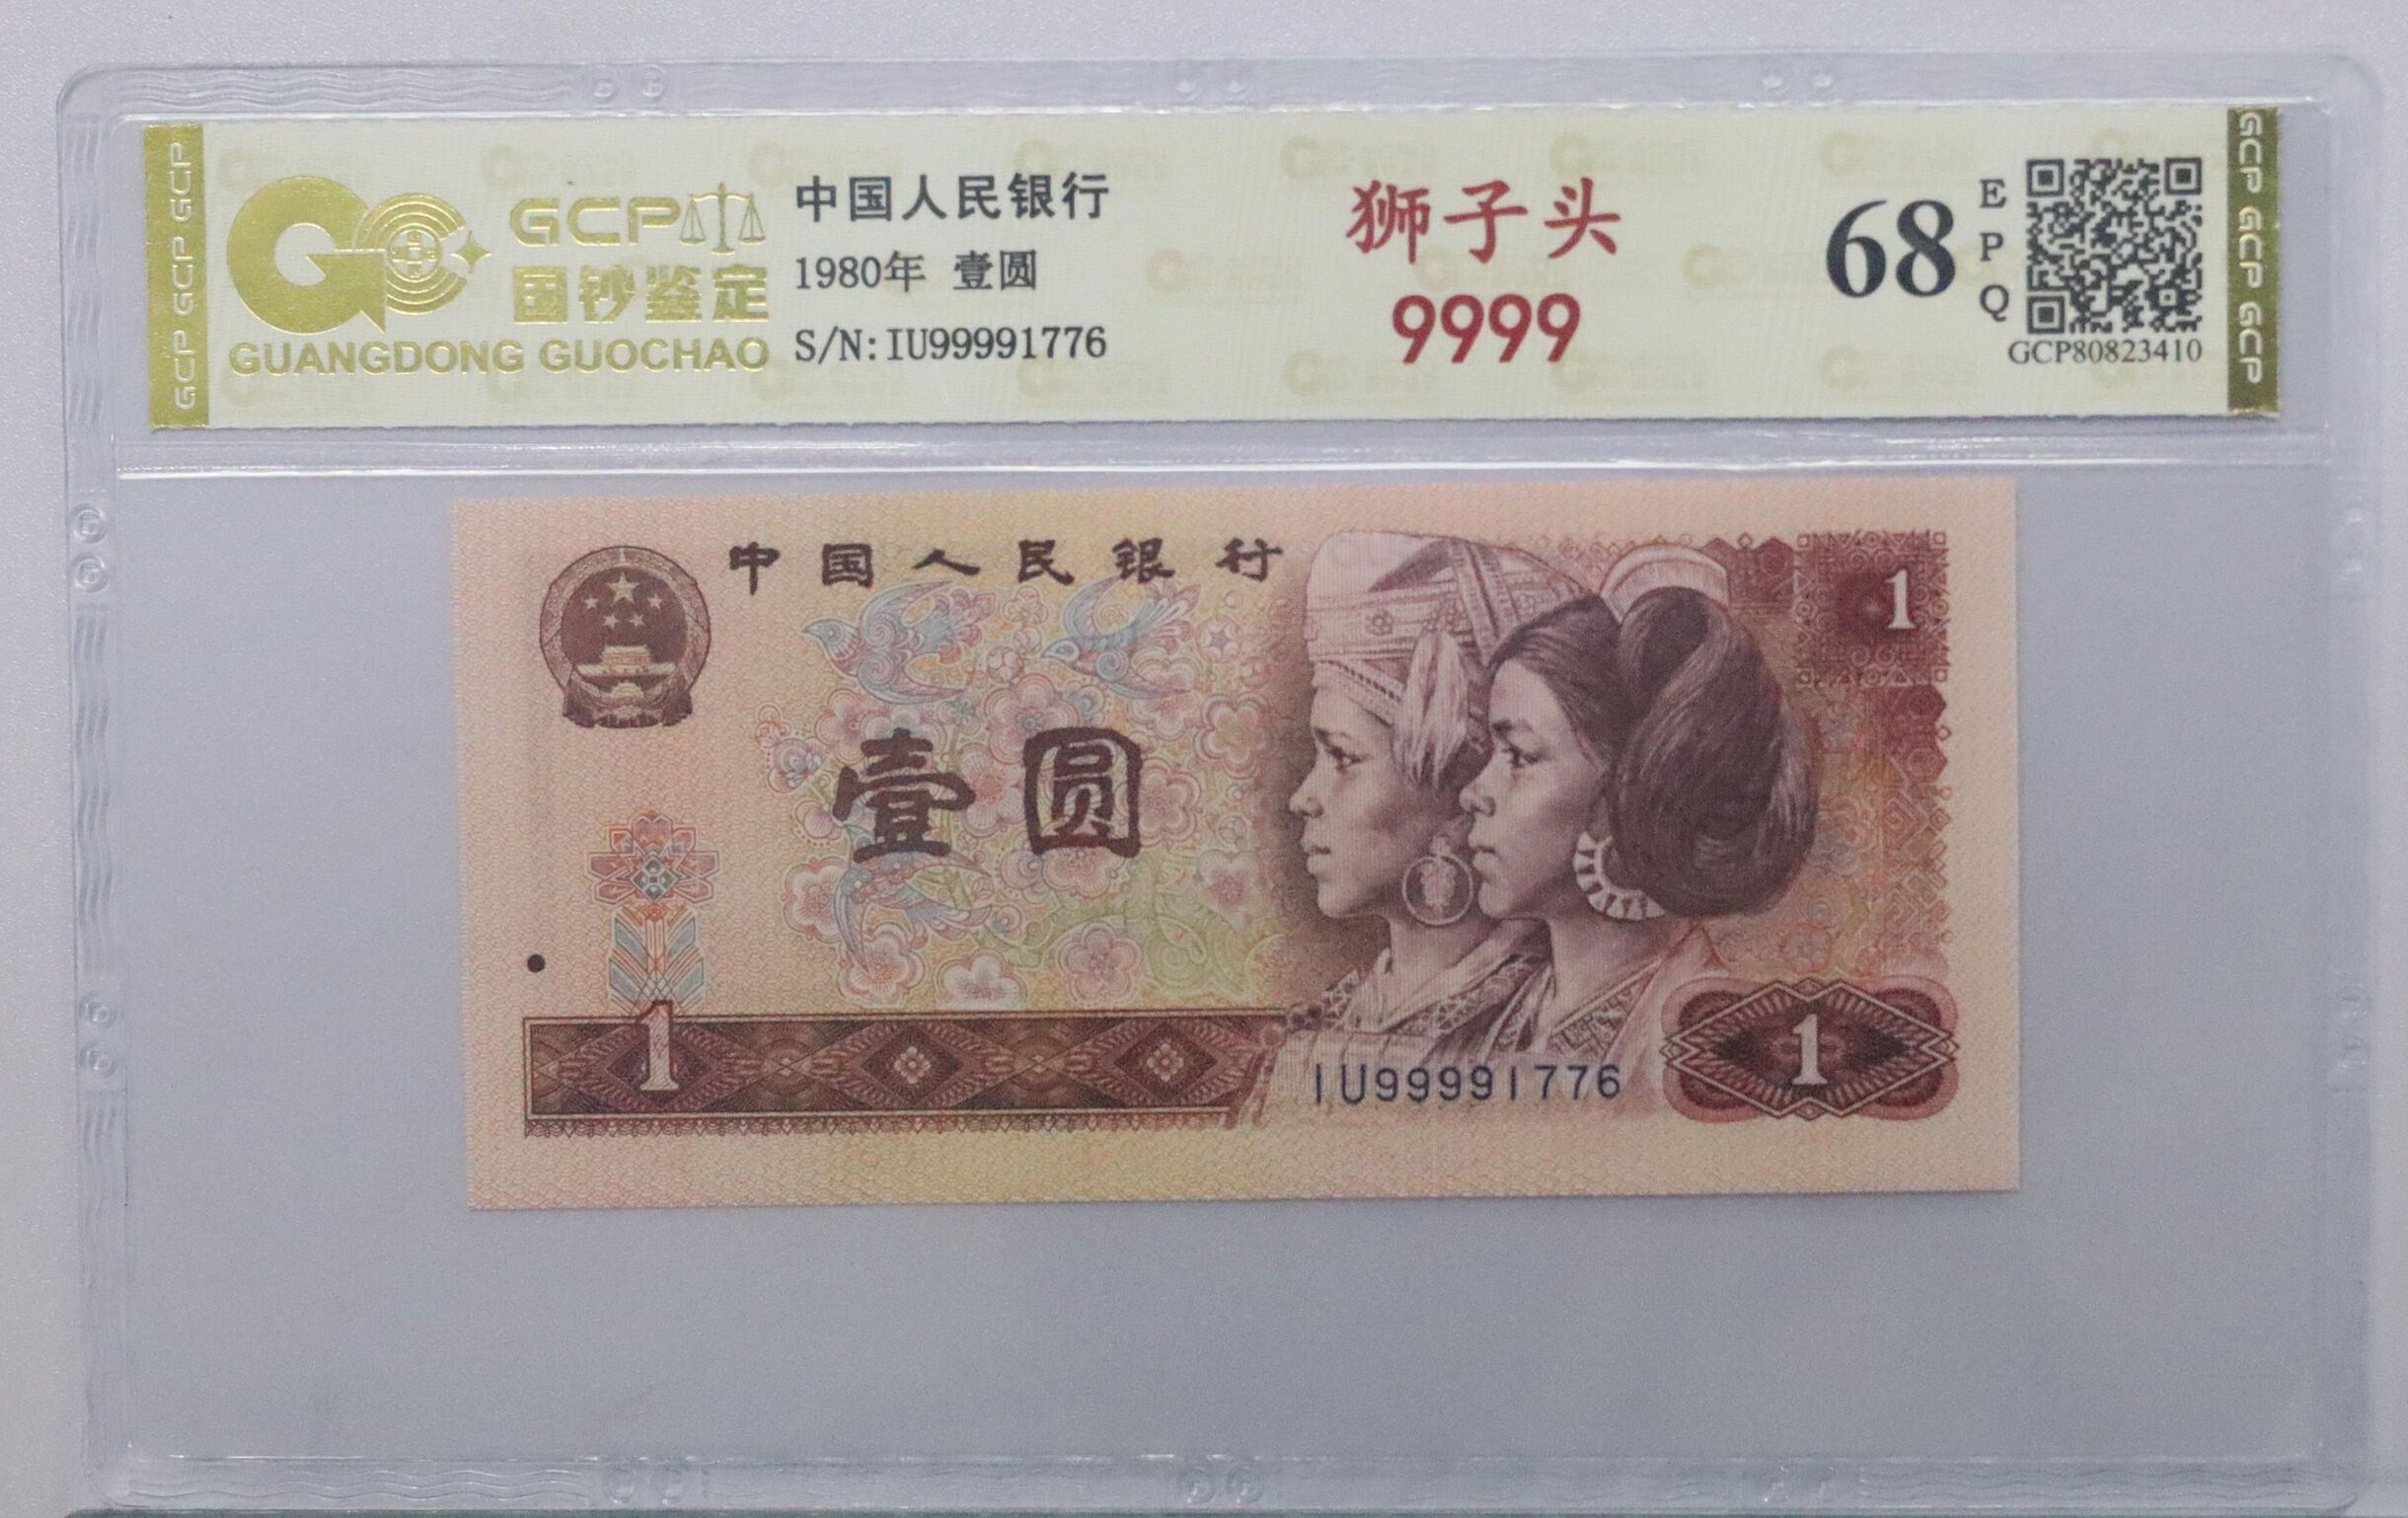 GCP GCP GCP
GCP
国钞鉴定
GUANGDONG GUOCHAO
中国人民银行
1980年 壹圆
S/N:IU99991776
狮子头
9999
68
EPQ
GCP80823410
GCP GCP GCP
中国人民银行
1
壹圆
1
IU99991776
1